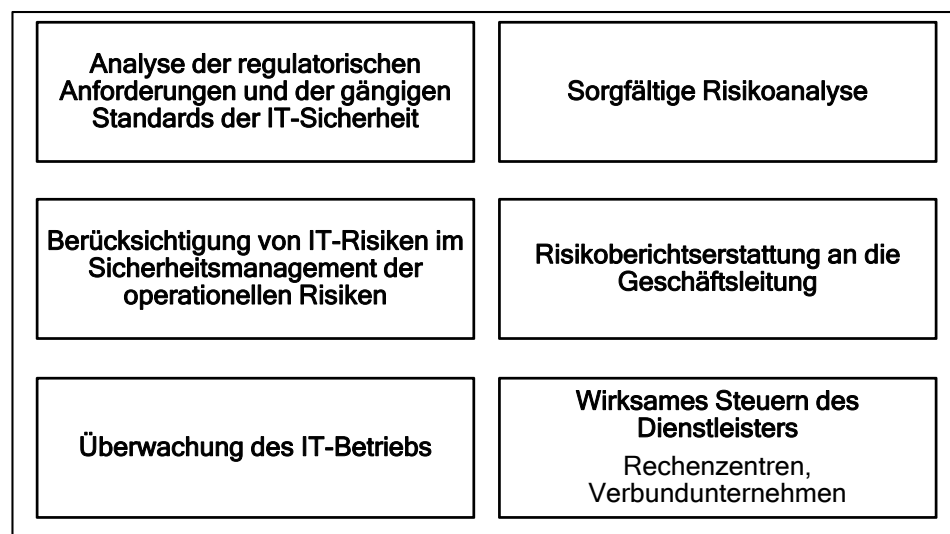 Analyse der regulatorischen
Anforderungen und der gängigen
Standards der IT-Sicherheit
Sorgfältige Risikoanalyse
Berücksichtigung von IT-Risiken im
Sicherheitsmanagement der
operationellen Risiken
Risikoberichtserstattung an die
Geschäftsleitung
Überwachung des IT-Betriebs
Wirksames Steuern des
Dienstleisters
Rechenzentren,
Verbundunternehmen